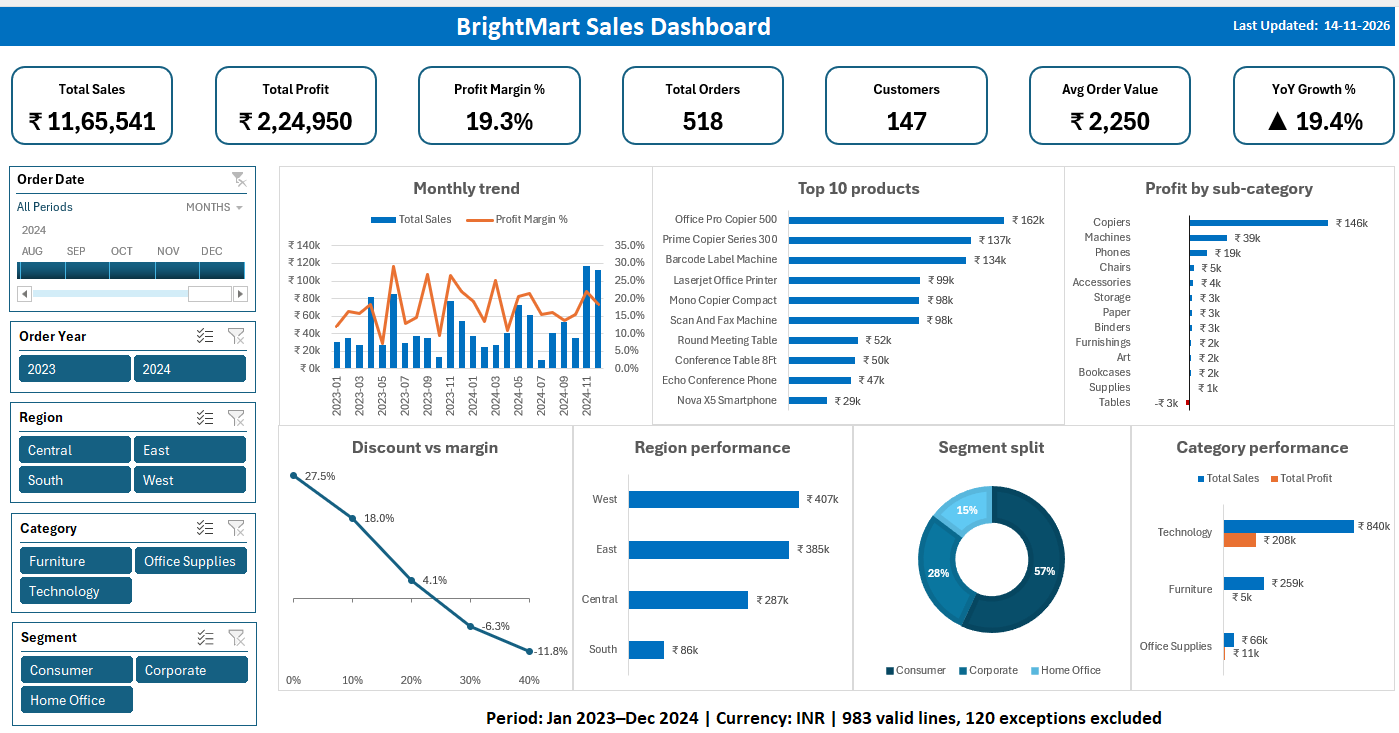 BrightMart Sales Dashboard
Last Updated: 14-11-2026
Total Sales
₹ 11,65,541
Total Profit
₹ 2,24,950
Profit Margin %
19.3%
Total Orders
518
Customers
147
Avg Order Value
₹ 2,250
YoY Growth %
▲ 19.4%
Order Date
All Periods
MONTHS
2024
AUG SEP OCT NOV DEC
Order Year
2023 2024
Region
Central East
South West
Category
Furniture Office Supplies
Technology
Segment
Consumer Corporate
Home Office
Monthly trend
Total Sales Profit Margin %
₹ 140k 35.0%
₹ 120k 30.0%
₹ 100k 25.0%
₹ 80k 20.0%
₹ 60k 15.0%
₹ 40k 10.0%
₹ 20k 5.0%
₹ 0k 0.0%
2023-01
2023-03
2023-05
2023-07
2023-09
2023-11
2024-01
2024-03
2024-05
2024-07
2024-09
2024-11
Top 10 products
Office Pro Copier 500 ₹ 162k
Prime Copier Series 300 ₹ 137k
Barcode Label Machine ₹ 134k
Laserjet Office Printer ₹ 99k
Mono Copier Compact ₹ 98k
Scan And Fax Machine ₹ 98k
Round Meeting Table ₹ 52k
Conference Table 8Ft ₹ 50k
Echo Conference Phone ₹ 47k
Nova X5 Smartphone ₹ 29k
Profit by sub-category
Copiers ₹ 146k
Machines ₹ 39k
Phones ₹ 19k
Chairs ₹ 5k
Accessories ₹ 4k
Storage ₹ 3k
Paper ₹ 3k
Binders ₹ 3k
Furnishings ₹ 2k
Art ₹ 2k
Bookcases ₹ 2k
Supplies ₹ 1k
Tables -₹ 3k
Discount vs margin
27.5%
18.0%
4.1%
-6.3%
-11.8%
0% 10% 20% 30% 40%
Region performance
West ₹ 407k
East ₹ 385k
Central ₹ 287k
South ₹ 86k
Segment split
15%
28%
57%
Consumer Corporate Home Office
Category performance
Total Sales Total Profit
Technology ₹ 840k
₹ 208k
Furniture ₹ 259k
₹ 5k
Office Supplies ₹ 66k
₹ 11k
Period: Jan 2023–Dec 2024 | Currency: INR | 983 valid lines, 120 exceptions excluded